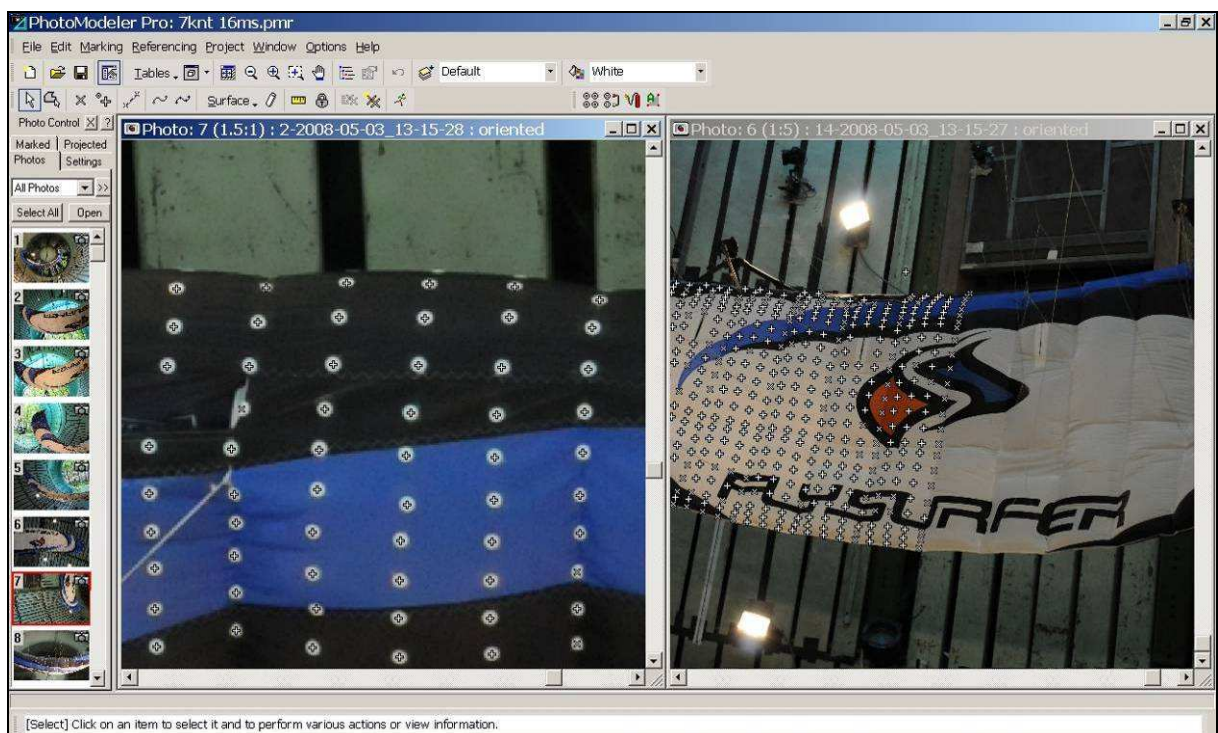 PhotoModeler Pro: 7knt 16ms.pmr
File Edit Marking Referencing Project Window Options Help
Tables Default White
Surface
Photo Control
Marked Projected
Photos Settings
All Photos >>
Select All Open
1
2
3
4
5
6
7
8
Photo: 7 (1.5:1) : 2-2008-05-03_13-15-28 : oriented
Photo: 6 (1:5) : 14-2008-05-03_13-15-27 : oriented
FLYSURFER
[Select] Click on an item to select it and to perform various actions or view information.